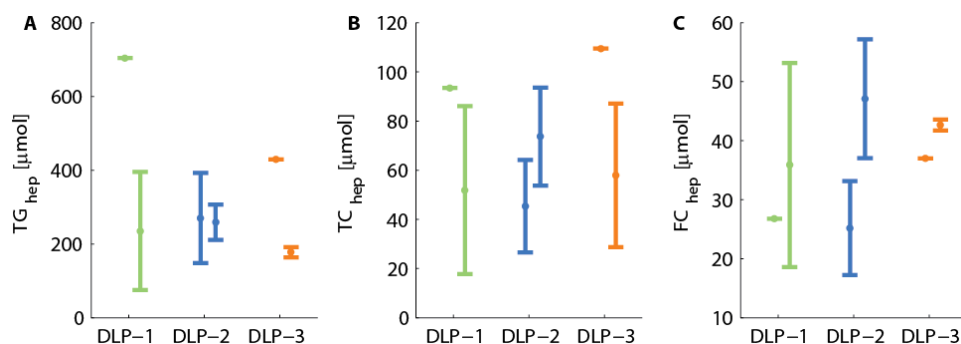 A
TG hep [μmol]
800
600
400
200
0
DLP−1 DLP−2 DLP−3
B
TC hep [μmol]
120
100
80
60
40
20
0
DLP−1 DLP−2 DLP−3
C
FC hep [μmol]
60
50
40
30
20
10
DLP−1 DLP−2 DLP−3